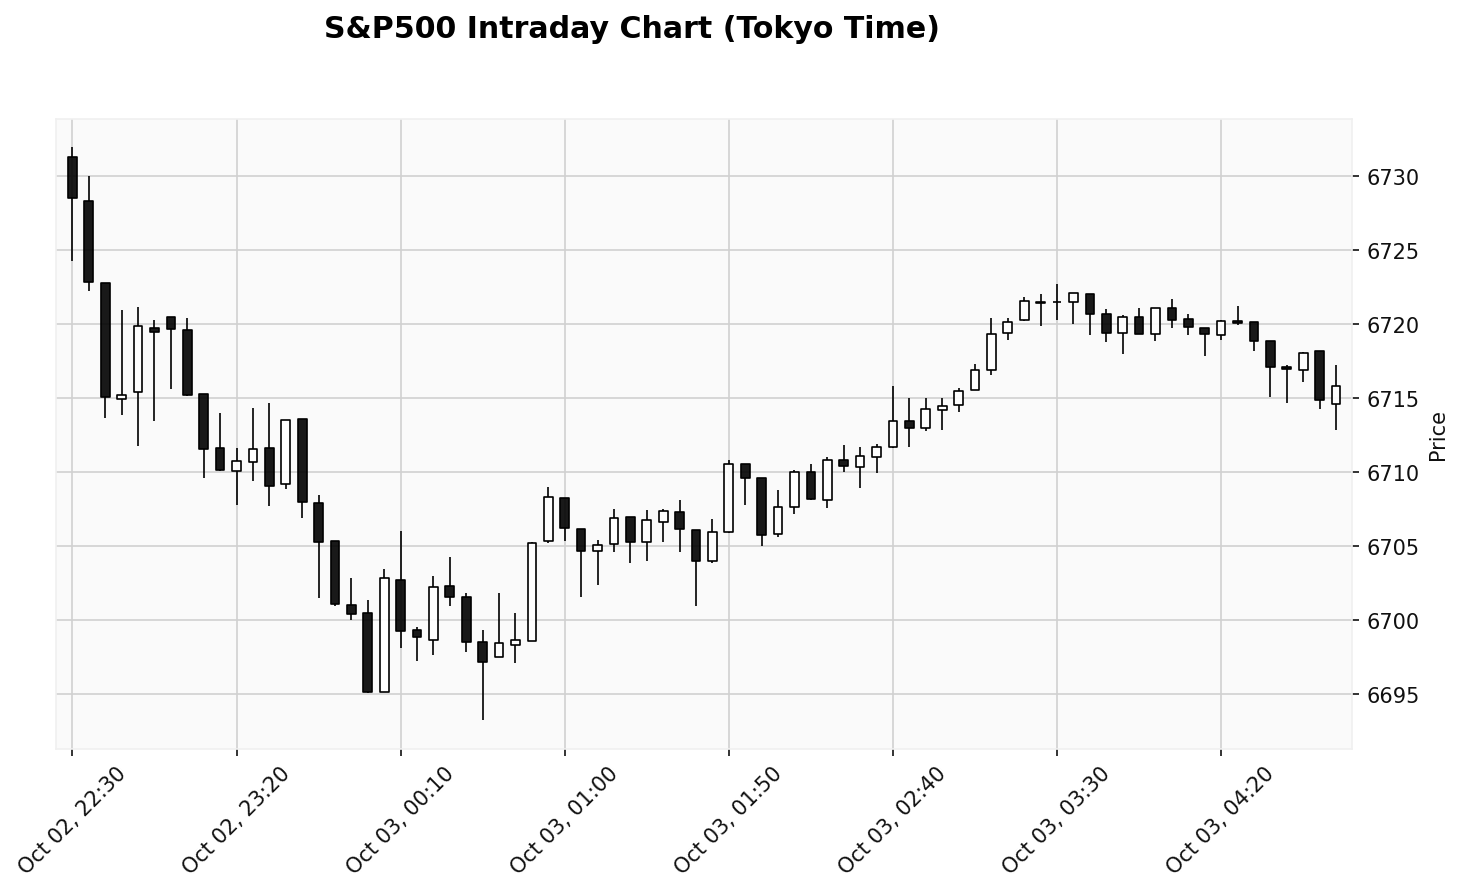 S&P500 Intraday Chart (Tokyo Time)
6730
6725
6720
6715
6710
6705
6700
6695
Price
Oct 02, 22:30
Oct 02, 23:20
Oct 03, 00:10
Oct 03, 01:00
Oct 03, 01:50
Oct 03, 02:40
Oct 03, 03:30
Oct 03, 04:20